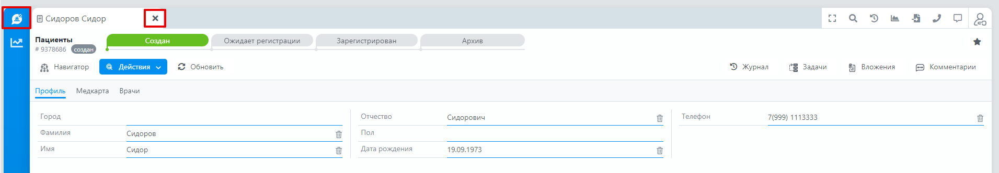 Сидоров Сидор
Пациенты
# 9378686 создан
Создан
Ожидает регистрации
Зарегистрирован
Архив
Навигатор
Действия
Обновить
Журнал
Задачи
Вложения
Комментарии
Профиль
Медкарта
Врачи
Город
Фамилия Сидоров
Имя Сидор
Отчество Сидорович
Пол
Дата рождения 19.09.1973
Телефон 7(999) 1113333